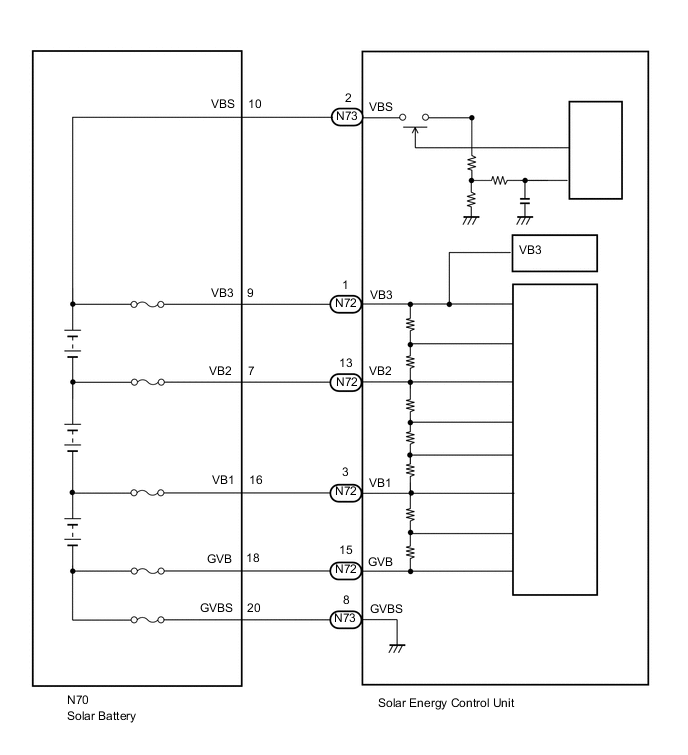 2
VBS 10 N73 VBS
VB3
1
VB3 9 N72 VB3
13
VB2 7 N72 VB2
3
VB1 16 N72 VB1
15
GVB 18 N72 GVB
8
GVBS 20 N73 GVBS
N70
Solar Battery
Solar Energy Control Unit